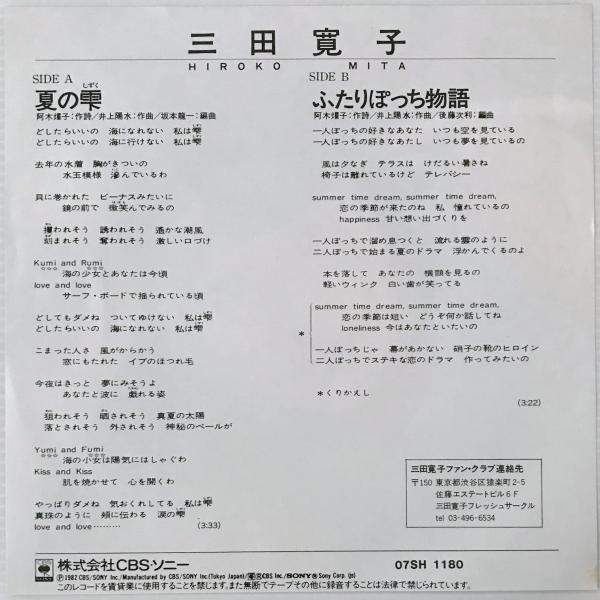 三田寛子
HIROKO MITA
SIDE A
しずく
夏の雫
阿木燿子:作詩/井上陽水:作曲/坂本龍一:編曲
どしたらいいの 海になれない 私は雫
どしたらいいの 海に行けない 私は雫
去年の水着 胸がきついの
水玉模様 滲んでいるわ
貝に巻かれた ビーナスみたいに
鏡の前で 微笑んでみるの
攫われそう 誘われそう 遙かな潮風
刻まれそう 奪われそう 激しい口づけ
Kumi and Rumi
海の少女とあなたは今頃
love and love
サーフ・ボードで揺られている頃
どしてもダメね ついてゆけない 私は雫
どしたらいいの 海になれない 私は雫
こまった人さ 風がからかう
窓にもたれた イブのほつれ毛
今夜はきっと 夢にみそうよ
あなたと波に 戯れる姿
狙われそう 晒されそう 真夏の太陽
落とされそう 外されそう 神秘のベールが
Yumi and Fumi
海の小女は陽気にはしゃぐわ
Kiss and Kiss
肌を焼かせて 心を開くわ
やっぱりダメね 気おくれしてる 私は雫
真珠のように 頬に伝わる 涙の雫
love and love………
(3:33)
SIDE B
ふたりぽっち物語
阿木燿子:作詩/井上陽水:作曲/後藤次利:編曲
一人ぼっちの好きなあなた いつも空を見ている
一人ぼっちの好きなあたし いつも夢を見ているの
風は夕なぎ テラスは けだるい暑さね
椅子は離れているけど テレパシー
summer time dream, summer time dream,
恋の季節が来たのね 私 憧れているの
happiness 甘い想い出づくりを
一人ぼっちで溜め息つくと 流れる雲のように
二人ぼっちで始まる夏のドラマ 浮かんでくるのよ
本を落して あなたの 横顔を見るの
軽いウィンク 白い歯が笑ってる
summer time dream, summer time dream,
恋の季節は短い どうぞ何か話してね
loneliness 今はあなたといたいの
*
一人ぼっちじゃ 幕があかない 硝子の靴のヒロイン
二人ぼっちでステキな恋のドラマ 作ってみたいの
*くりかえし
(3:22)
三田寛子ファン・クラブ連絡先
〒150 東京都渋谷区猿楽町2-5
佐藤エステートビル6F
三田寛子フレッシュサークル
tel 03-496-6534
CBS SONY
株式会社CBS・ソニー
07SH 1180
Ⓟ1982 CBS/SONY Inc./Manufactured by CBS/SONY Inc.(Tokyo Japan)/ CBS Inc./SONY® Sony Corp. (js)
このレコードを賃貸業に使用することを禁じます。また無断でテープその他に録音することは法律で禁じられています。